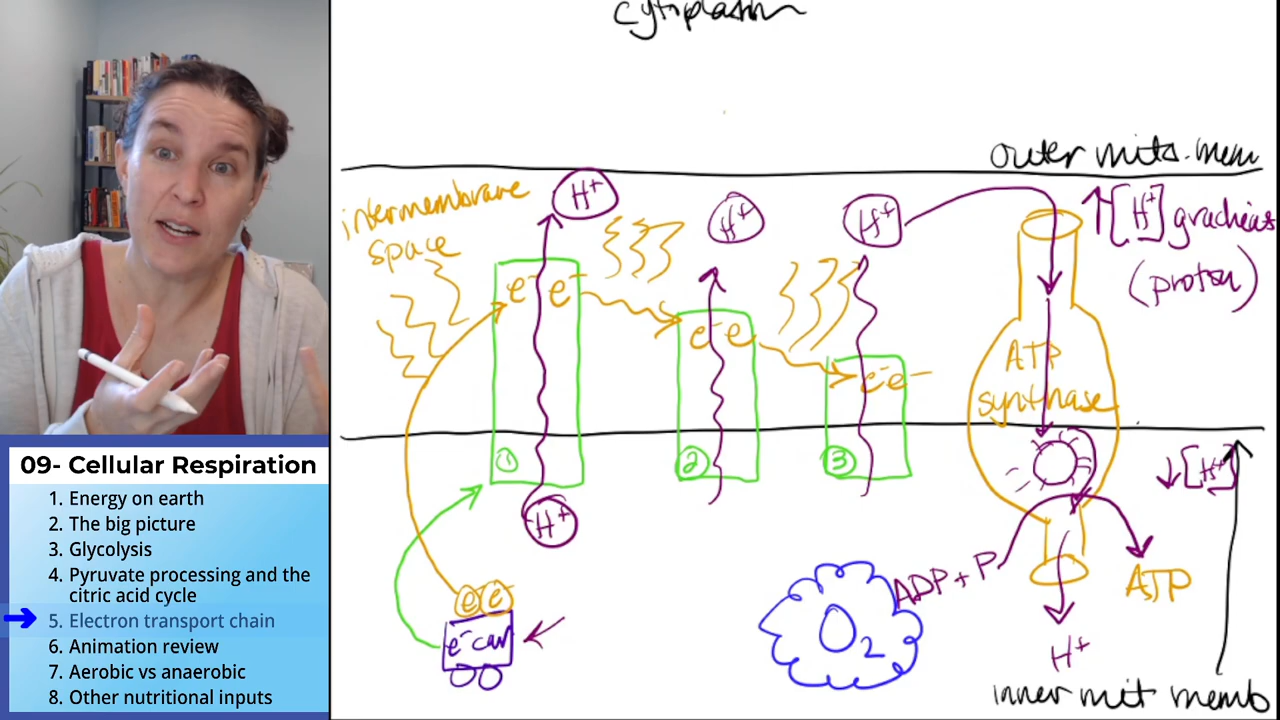 cytoplasm
outer mito. mem
intermembrane
space
H+
H+
H+
↑[H+] gradient
(proton)
e- e-
e- e-
e- e-
ATP
synthase
①
②
③
↓[H+]
H+
ADP + P
ATP
e e
e- car
O2
H+
inner mit memb
09- Cellular Respiration
1. Energy on earth
2. The big picture
3. Glycolysis
4. Pyruvate processing and the
citric acid cycle
5. Electron transport chain
6. Animation review
7. Aerobic vs anaerobic
8. Other nutritional inputs